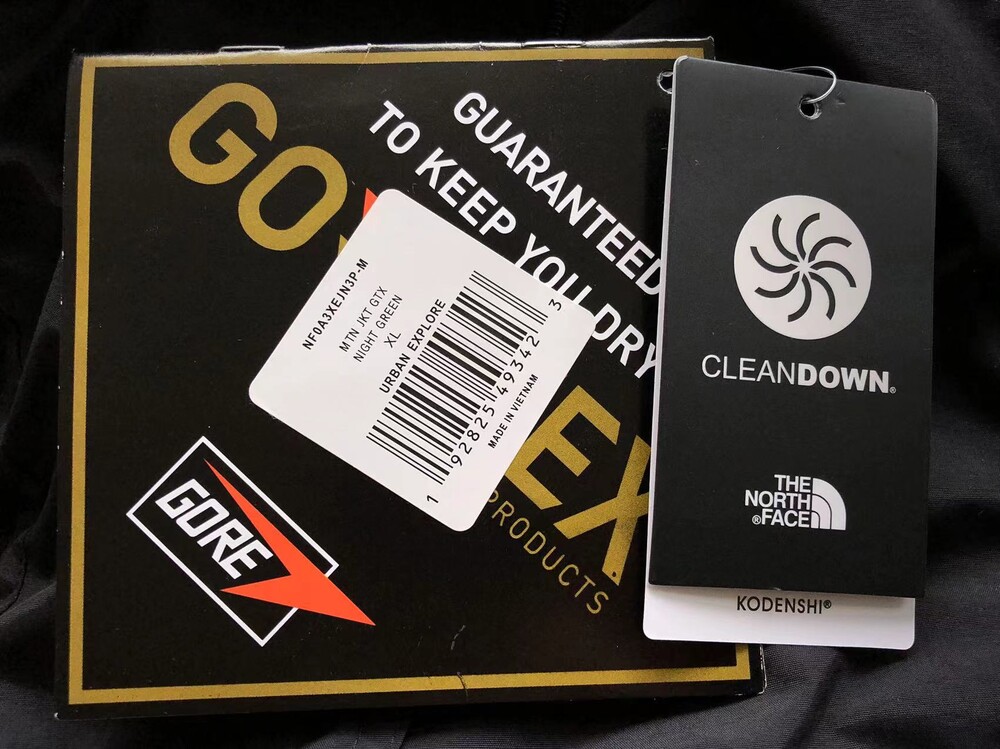 GO
EX
PRODUCTS
GUARANTEED
TO KEEP YOU DRY
NF0A3XEJN3P-M
MTN JKT GTX
NIGHT GREEN
XL
URBAN EXPLORE
1 92825 49342 3
MADE IN VIETNAM
GORE
CLEANDOWN®
THE
NORTH
®FACE
KODENSHI®